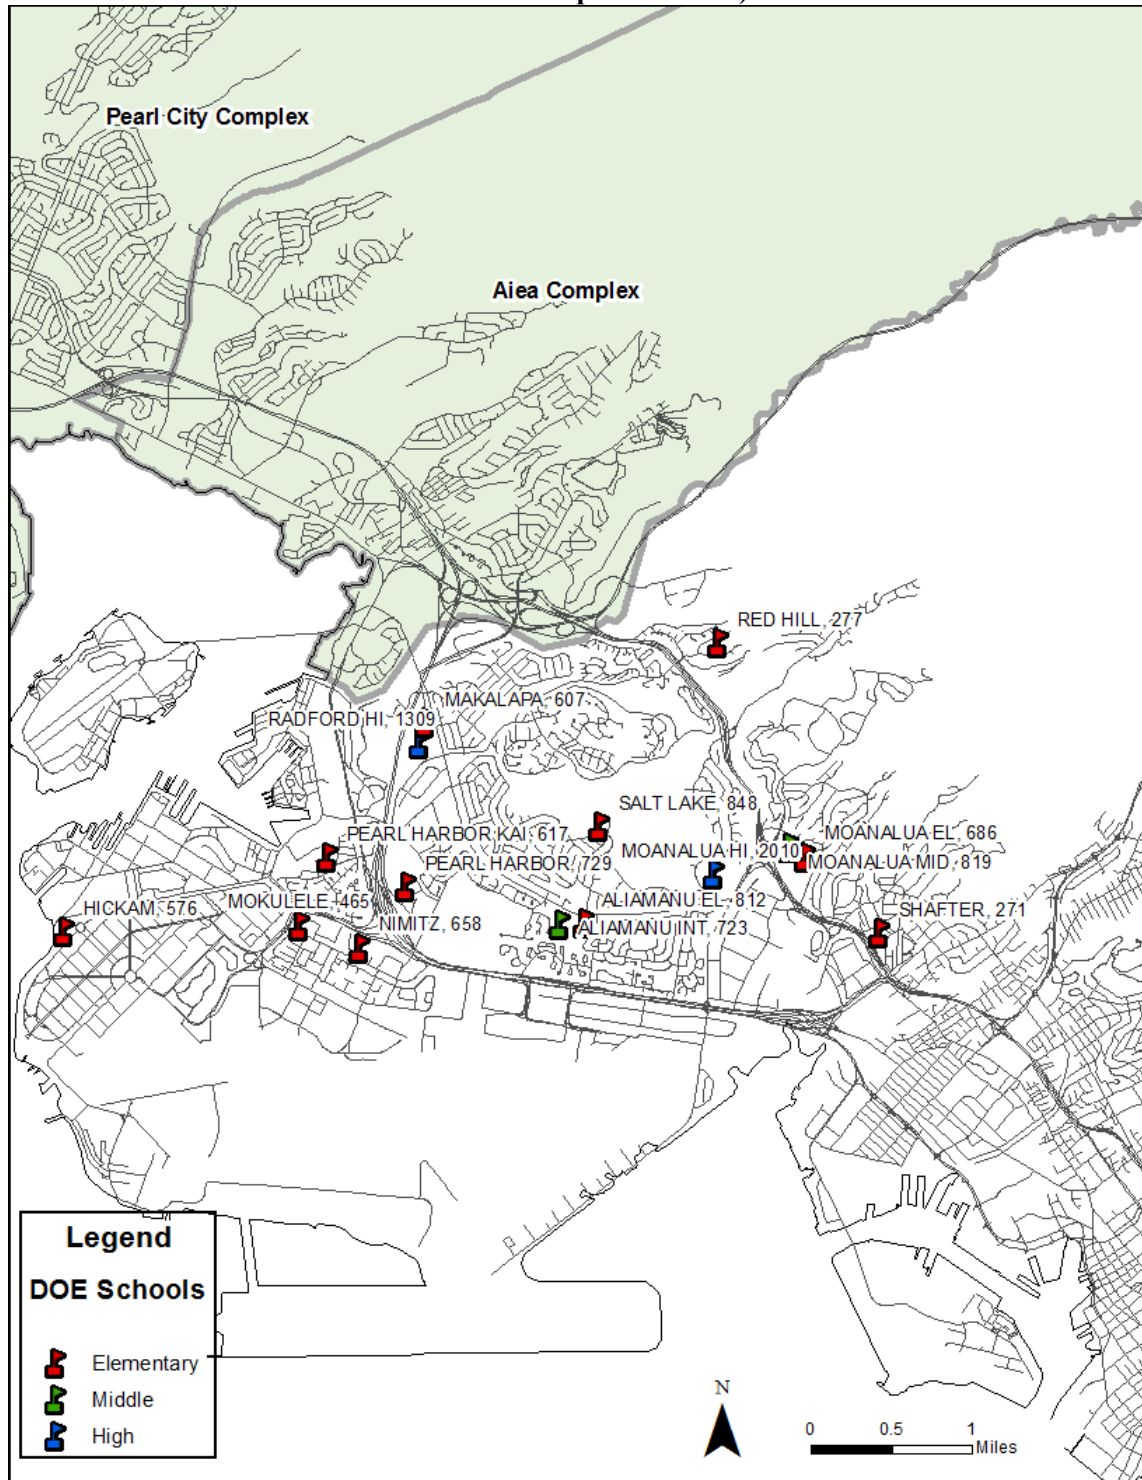 Pearl City Complex
Aiea Complex
RED HILL, 277
MAKALAPA, 607
RADFORD HI, 1309
SALT LAKE, 848
PEARL HARBOR KAI, 617
MOANALUA EL, 686
MOANALUA HI, 2010
PEARL HARBOR, 729
MOANALUA MID, 819
HICKAM, 576
MOKULELE, 465
ALIAMANU EL, 812
SHAFTER, 271
NIMITZ, 658
ALIAMANU INT, 723
Legend
DOE Schools
Elementary
Middle
High
N
0 0.5 1
Miles